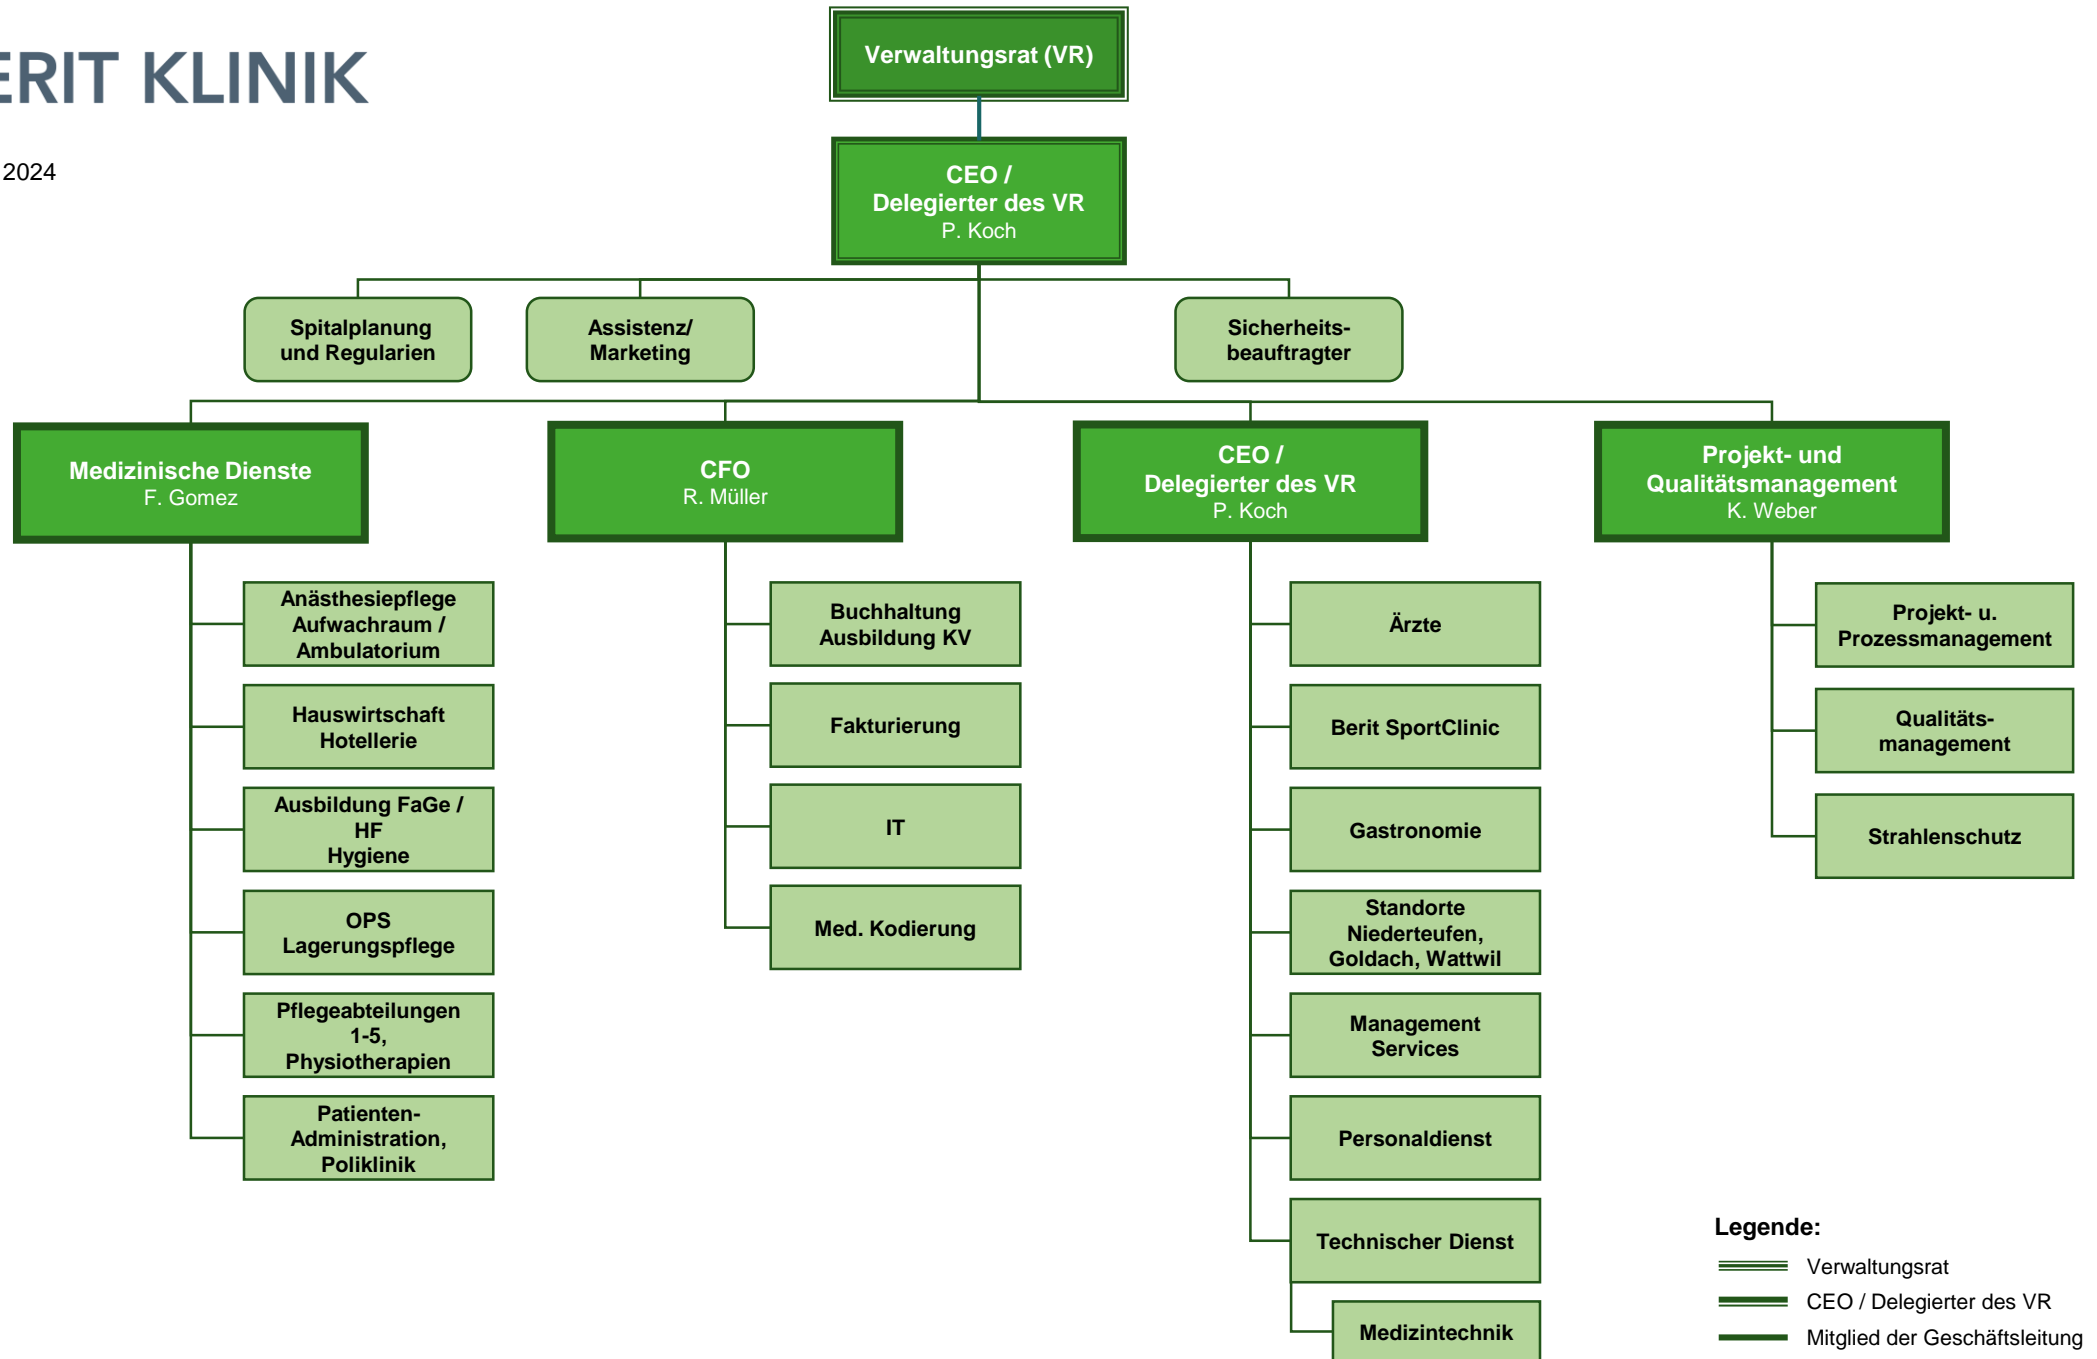 ERIT KLINIK
2024
Verwaltungsrat (VR)
CEO /
Delegierter des VR
P. Koch
Spitalplanung
und Regularien
Assistenz/
Marketing
Sicherheits-
beauftragter
Medizinische Dienste
F. Gomez
CFO
R. Müller
CEO /
Delegierter des VR
P. Koch
Projekt- und
Qualitätsmanagement
K. Weber
Anästhesiepflege
Aufwachraum /
Ambulatorium
Hauswirtschaft
Hotellerie
Ausbildung FaGe /
HF
Hygiene
OPS
Lagerungspflege
Pflegeabteilungen
1-5,
Physiotherapien
Patienten-
Administration,
Poliklinik
Buchhaltung
Ausbildung KV
Fakturierung
IT
Med. Kodierung
Ärzte
Berit SportClinic
Gastronomie
Standorte
Niederteufen,
Goldach, Wattwil
Management
Services
Personaldienst
Technischer Dienst
Medizintechnik
Projekt- u.
Prozessmanagement
Qualitäts-
management
Strahlenschutz
Legende:
Verwaltungsrat
CEO / Delegierter des VR
Mitglied der Geschäftsleitung